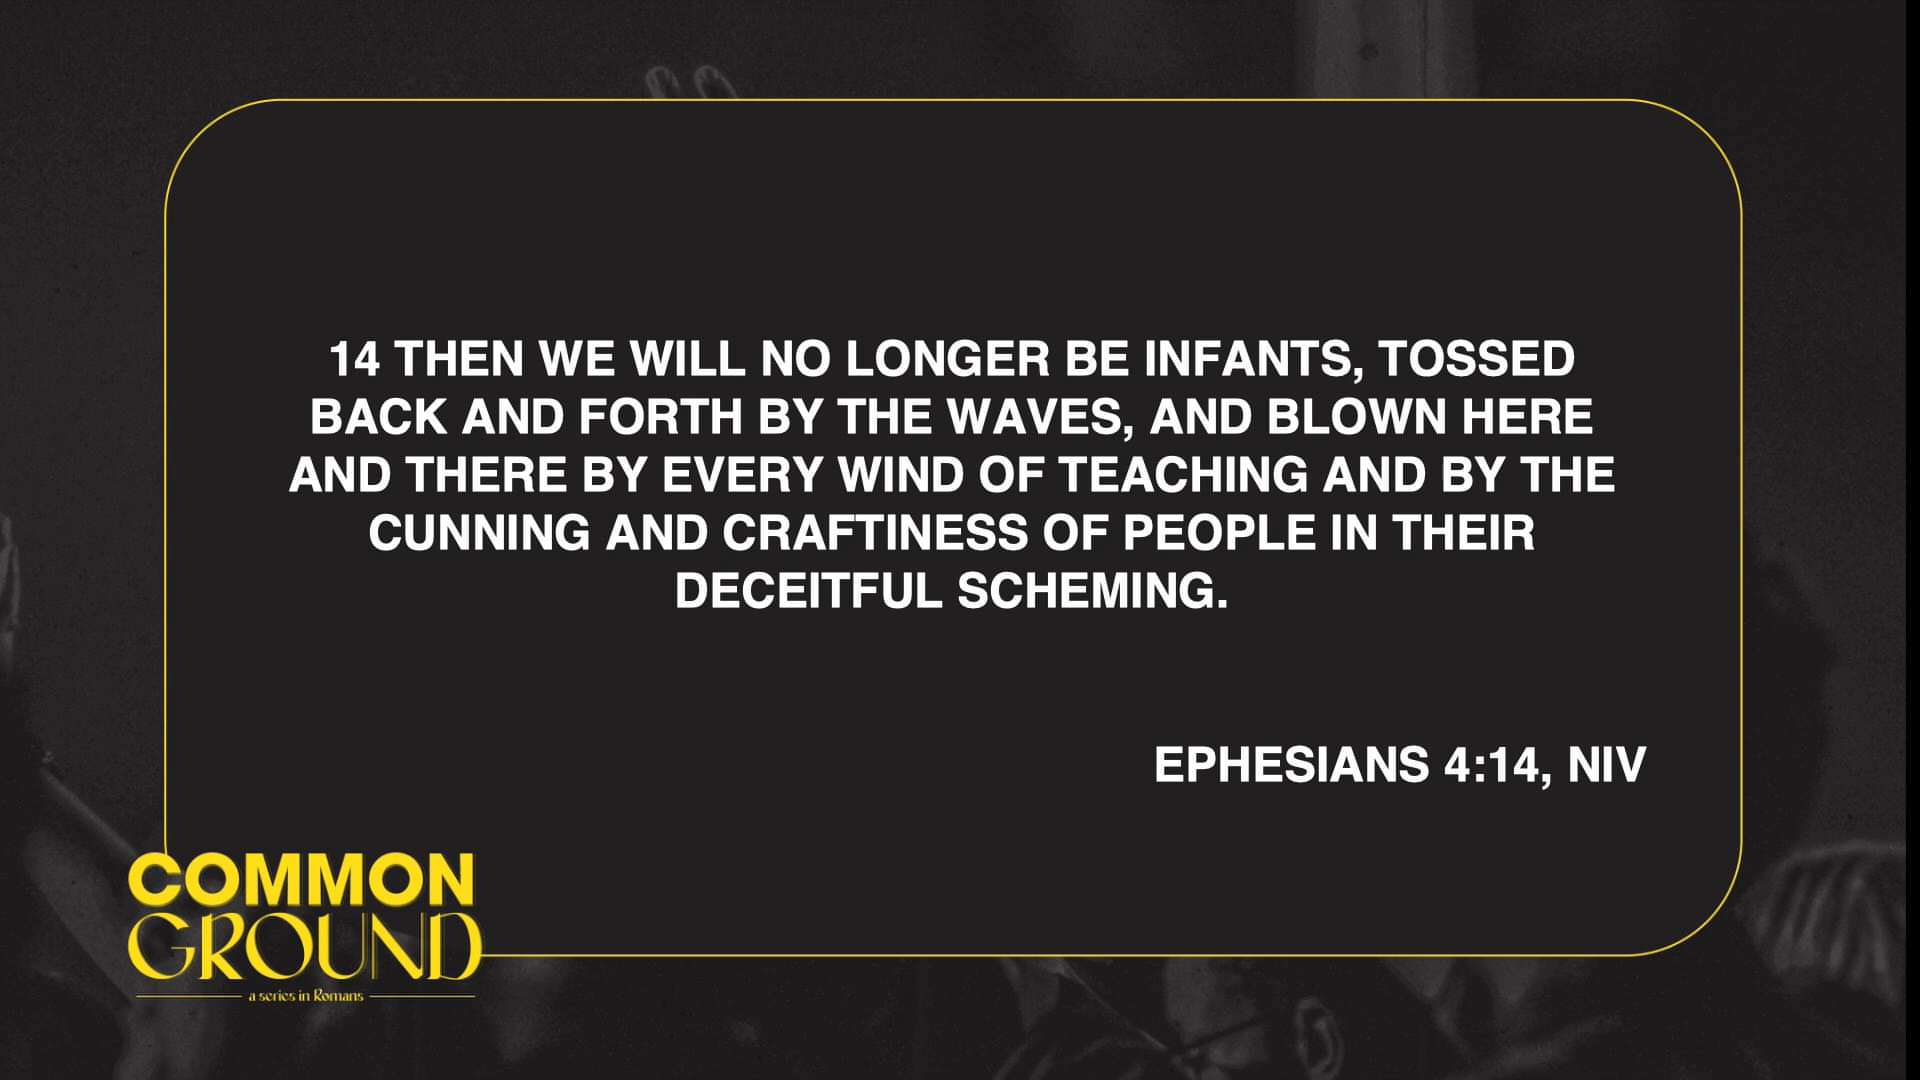 14 THEN WE WILL NO LONGER BE INFANTS, TOSSED
BACK AND FORTH BY THE WAVES, AND BLOWN HERE
AND THERE BY EVERY WIND OF TEACHING AND BY THE
CUNNING AND CRAFTINESS OF PEOPLE IN THEIR
DECEITFUL SCHEMING.
EPHESIANS 4:14, NIV
COMMON
GROUND
a series in Romans